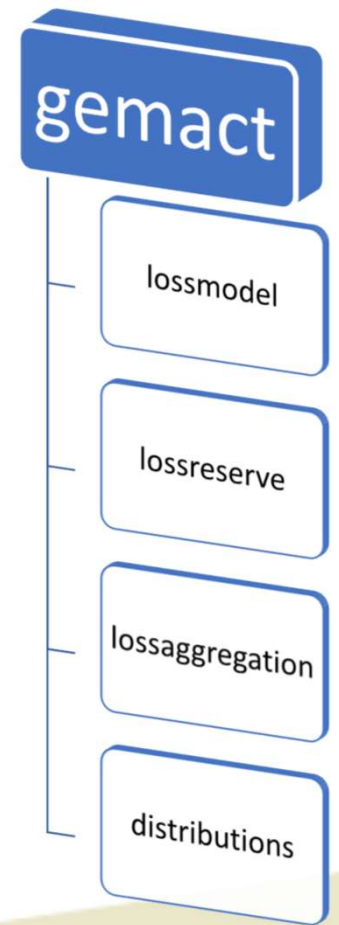 gemact
lossmodel
lossreserve
lossaggregation
distributions